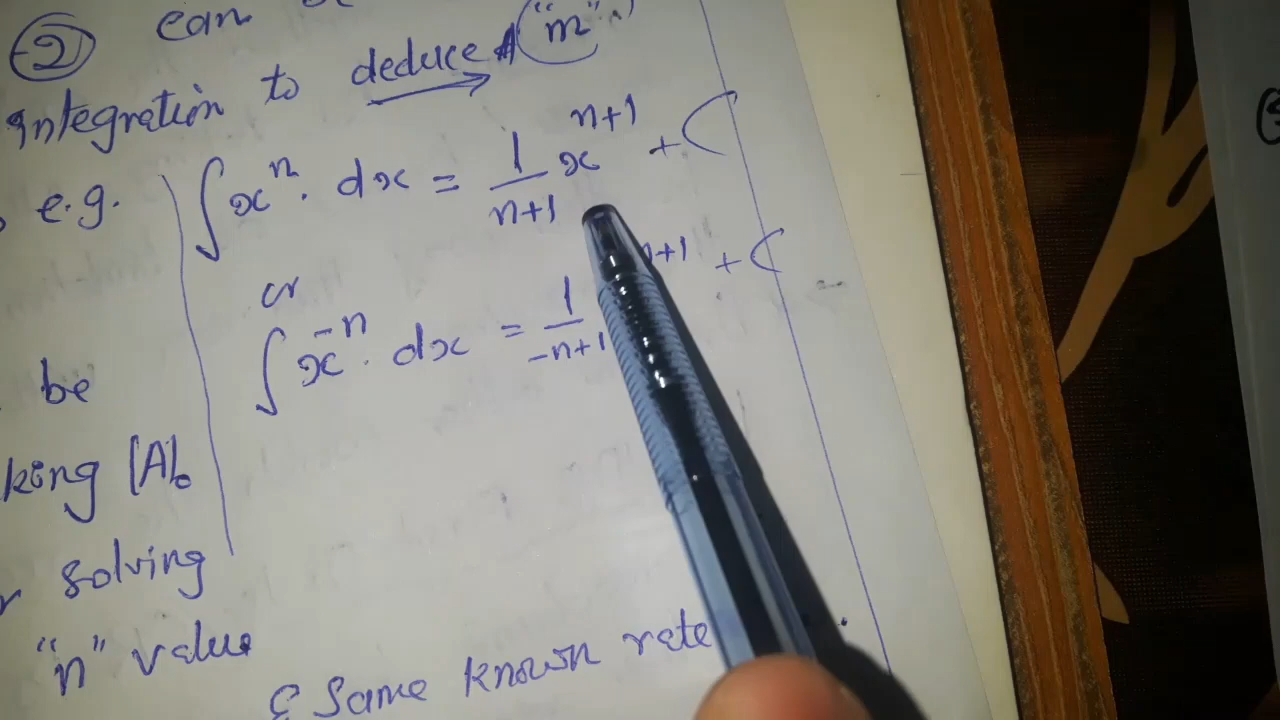 ② can
Integration to deduce "m"
e.g. ∫ x^n . dx = 1/(n+1) x^(n+1) + C
or
∫ x^-n . dx = 1/(-n+1) n+1 + C
be
king [A]o
solving
"n" value
& Same known rate